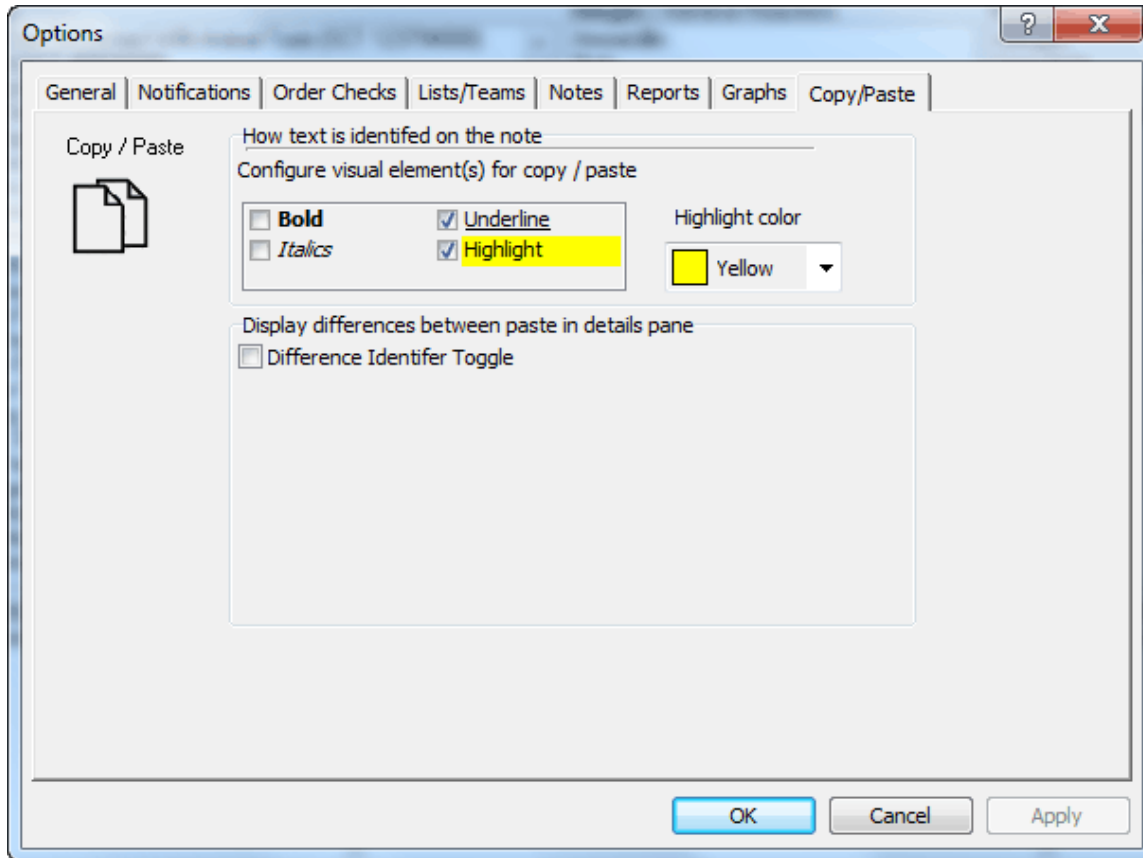 Options
General Notifications Order Checks Lists/Teams Notes Reports Graphs Copy/Paste
Copy / Paste
How text is identifed on the note
Configure visual element(s) for copy / paste
Bold Underline
Italics Highlight
Highlight color
Yellow
Display differences between paste in details pane
Difference Identifer Toggle
OK Cancel Apply